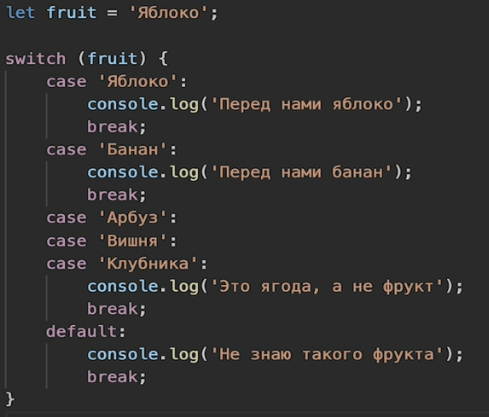 let fruit = 'Яблоко';
switch (fruit) {
    case 'Яблоко':
        console.log('Перед нами яблоко');
        break;
    case 'Банан':
        console.log('Перед нами банан');
        break;
    case 'Арбуз':
    case 'Вишня':
    case 'Клубника':
        console.log('Это ягода, а не фрукт');
        break;
    default:
        console.log('Не знаю такого фрукта');
        break;
}